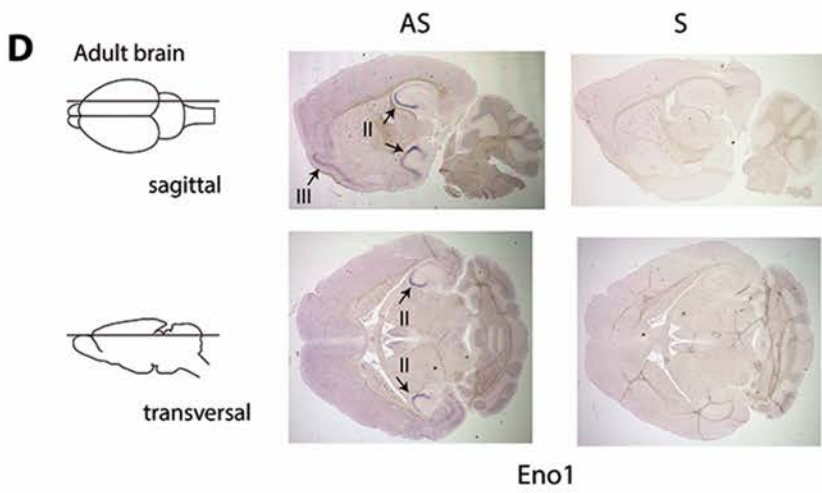 D
Adult brain
AS
S
sagittal
II
III
transversal
II
II
Eno1